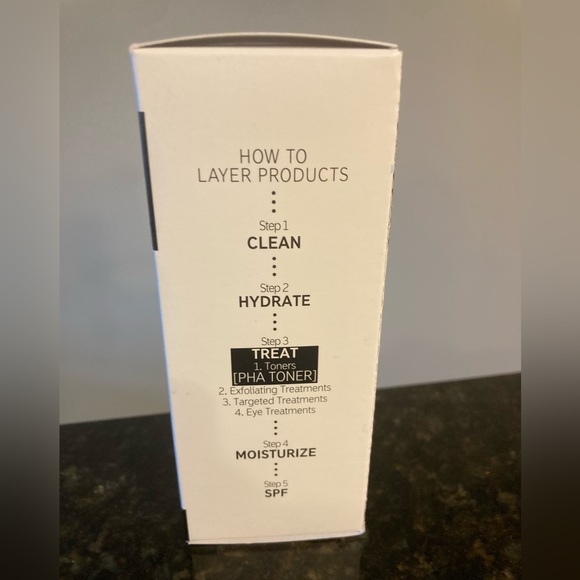 HOW TO
LAYER PRODUCTS
Step 1
CLEAN
Step 2
HYDRATE
Step 3
TREAT
1. Toners
[PHA TONER]
2. Exfoliating Treatments
3. Targeted Treatments
4. Eye Treatments
Step 4
MOISTURIZE
Step 5
SPF